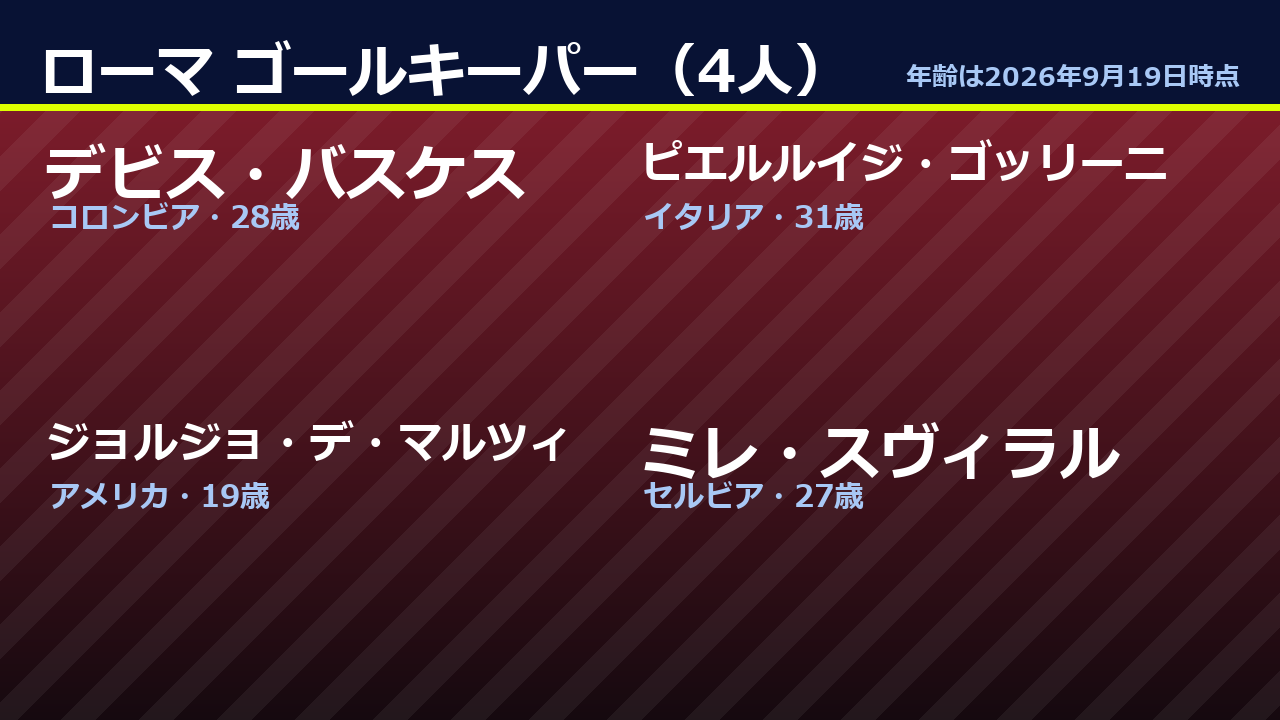 ローマ ゴールキーパー（4人）
年齢は2026年9月19日時点
デビス・バスケス
コロンビア・28歳
ピエルルイジ・ゴッリーニ
イタリア・31歳
ジョルジョ・デ・マルツィ
アメリカ・19歳
ミレ・スヴィラル
セルビア・27歳